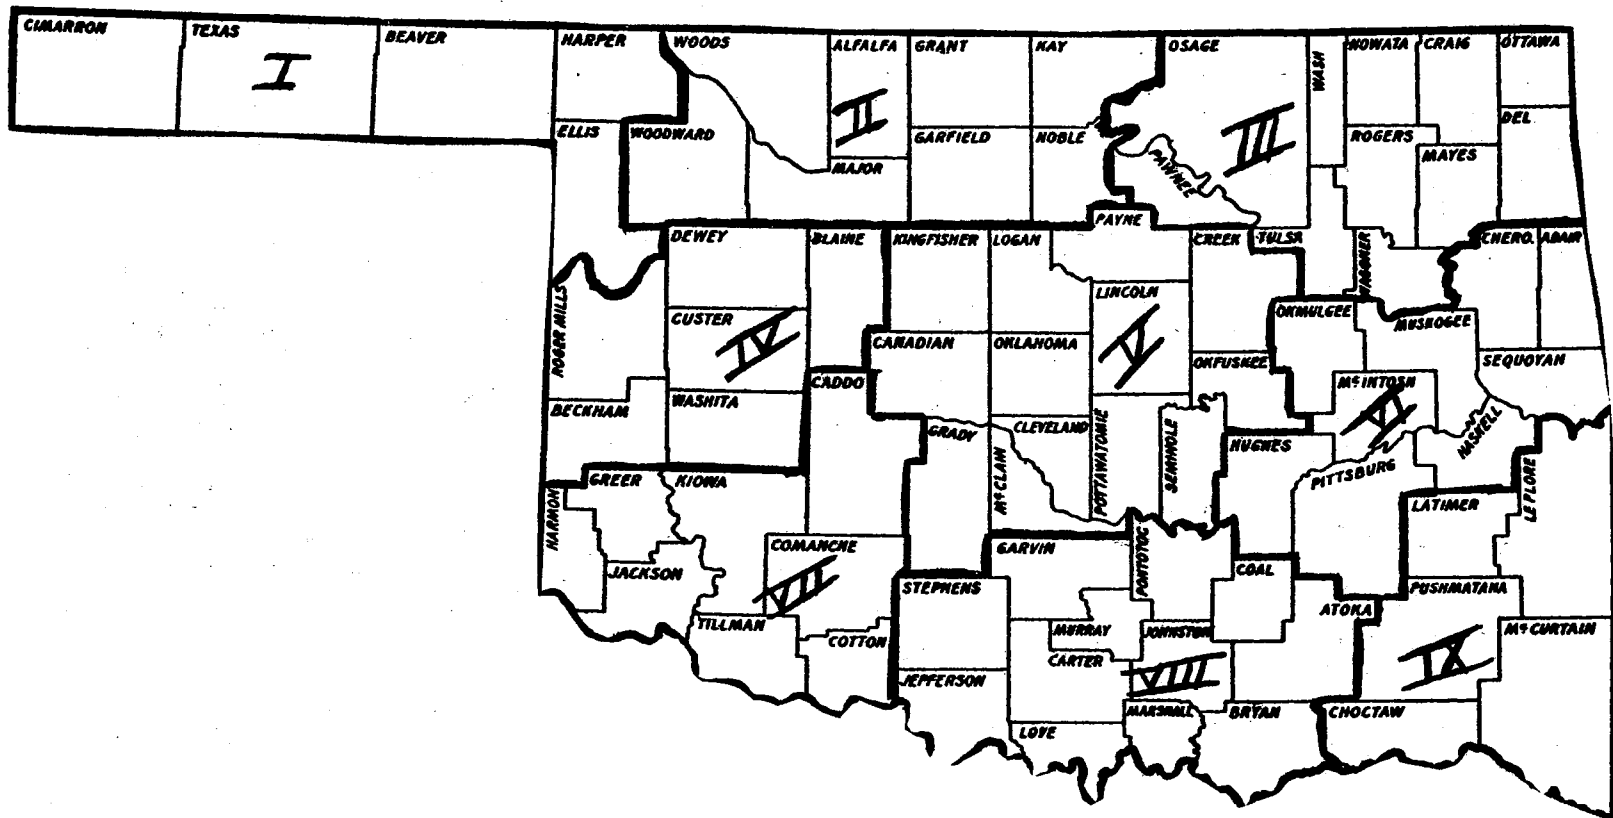 CIMARRON
TEXAS
BEAVER
HARPER
WOODS
ALFALFA
GRANT
KAY
OSAGE
WASH
NOWATA
CRAIG
OTTAWA
I
II
III
ELLIS
WOODWARD
MAJOR
GARFIELD
NOBLE
PAWNEE
ROGERS
MAYES
DEL
PAYNE
DEWEY
BLAINE
KINGFISHER
LOGAN
CREEK
TULSA
WAGONER
CHERO.
ADAIR
ROGER MILLS
CUSTER
IV
LINCOLN
V
OKMULGEE
MUSKOGEE
CANADIAN
OKLAHOMA
OKFUSKEE
SEQUOYAH
BECKHAM
WASHITA
CADDO
MCINTOSH
VI
GRADY
MCCLAIN
CLEVELAND
POTTAWATOMIE
SEMINOLE
HUGHES
PITTSBURG
HASKELL
LE FLORE
LATIMER
HARMON
GREER
KIOWA
JACKSON
COMANCHE
VII
GARVIN
PONTOTOC
COAL
STEPHENS
ATOKA
PUSHMATAHA
TILLMAN
COTTON
MURRAY
JOHNSTON
MCCURTAIN
CARTER
VIII
IX
JEFFERSON
LOVE
MARSHALL
BRYAN
CHOCTAW